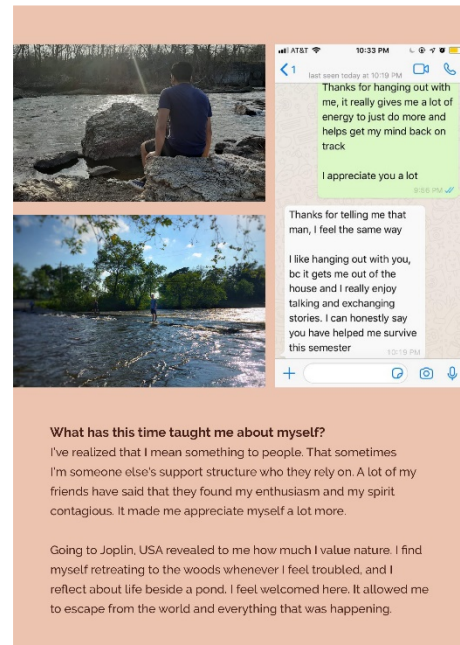 AT&T 10:33 PM
1 last seen today at 10:19 PM
Thanks for hanging out with
me, it really gives me a lot of
energy to just do more and
helps get my mind back on
track
I appreciate you a lot
9:56 PM
Thanks for telling me that
man, I feel the same way
I like hanging out with you,
bc it gets me out of the
house and I really enjoy
talking and exchanging
stories. I can honestly say
you have helped me survive
this semester
10:19 PM
What has this time taught me about myself?
I've realized that I mean something to people. That sometimes
I'm someone else's support structure who they rely on. A lot of my
friends have said that they found my enthusiasm and my spirit
contagious. It made me appreciate myself a lot more.
Going to Joplin, USA revealed to me how much I value nature. I find
myself retreating to the woods whenever I feel troubled, and I
reflect about life beside a pond. I feel welcomed here. It allowed me
to escape from the world and everything that was happening.